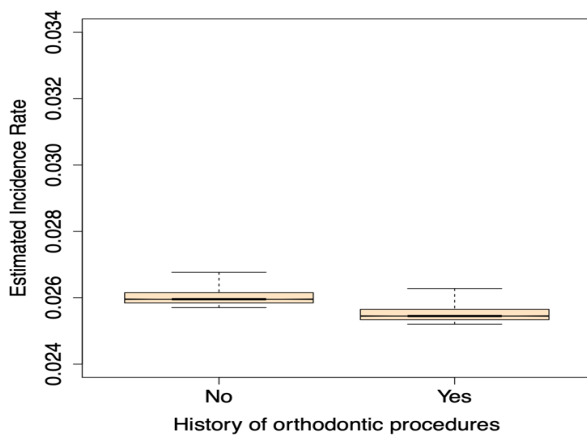 Estimated Incidence Rate
0.034
0.032
0.030
0.028
0.026
0.024
No Yes
History of orthodontic procedures